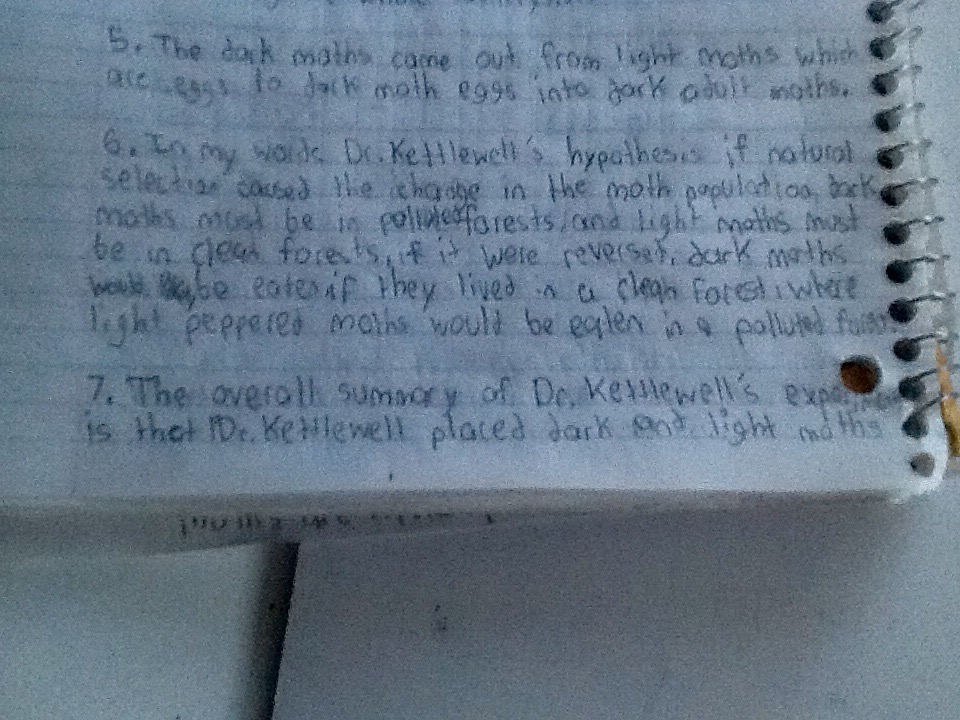 5. The dark moths came out from light moths which
are eggs to dark moth eggs into dark adult moths.
6. In my words Dr. Kettlewell's hypothesis if natural
selection caused the change in the moth population, dark
moths must be in polluted forests, and light moths must
be in clean forests, if it were reversed, dark moths
would be eaten if they lived in a clean forest, where
light peppered moths would be eaten in a polluted
7. The overall summary of Dr. Kettlewell's
is that Dr. Kettlewell placed dark and light moths